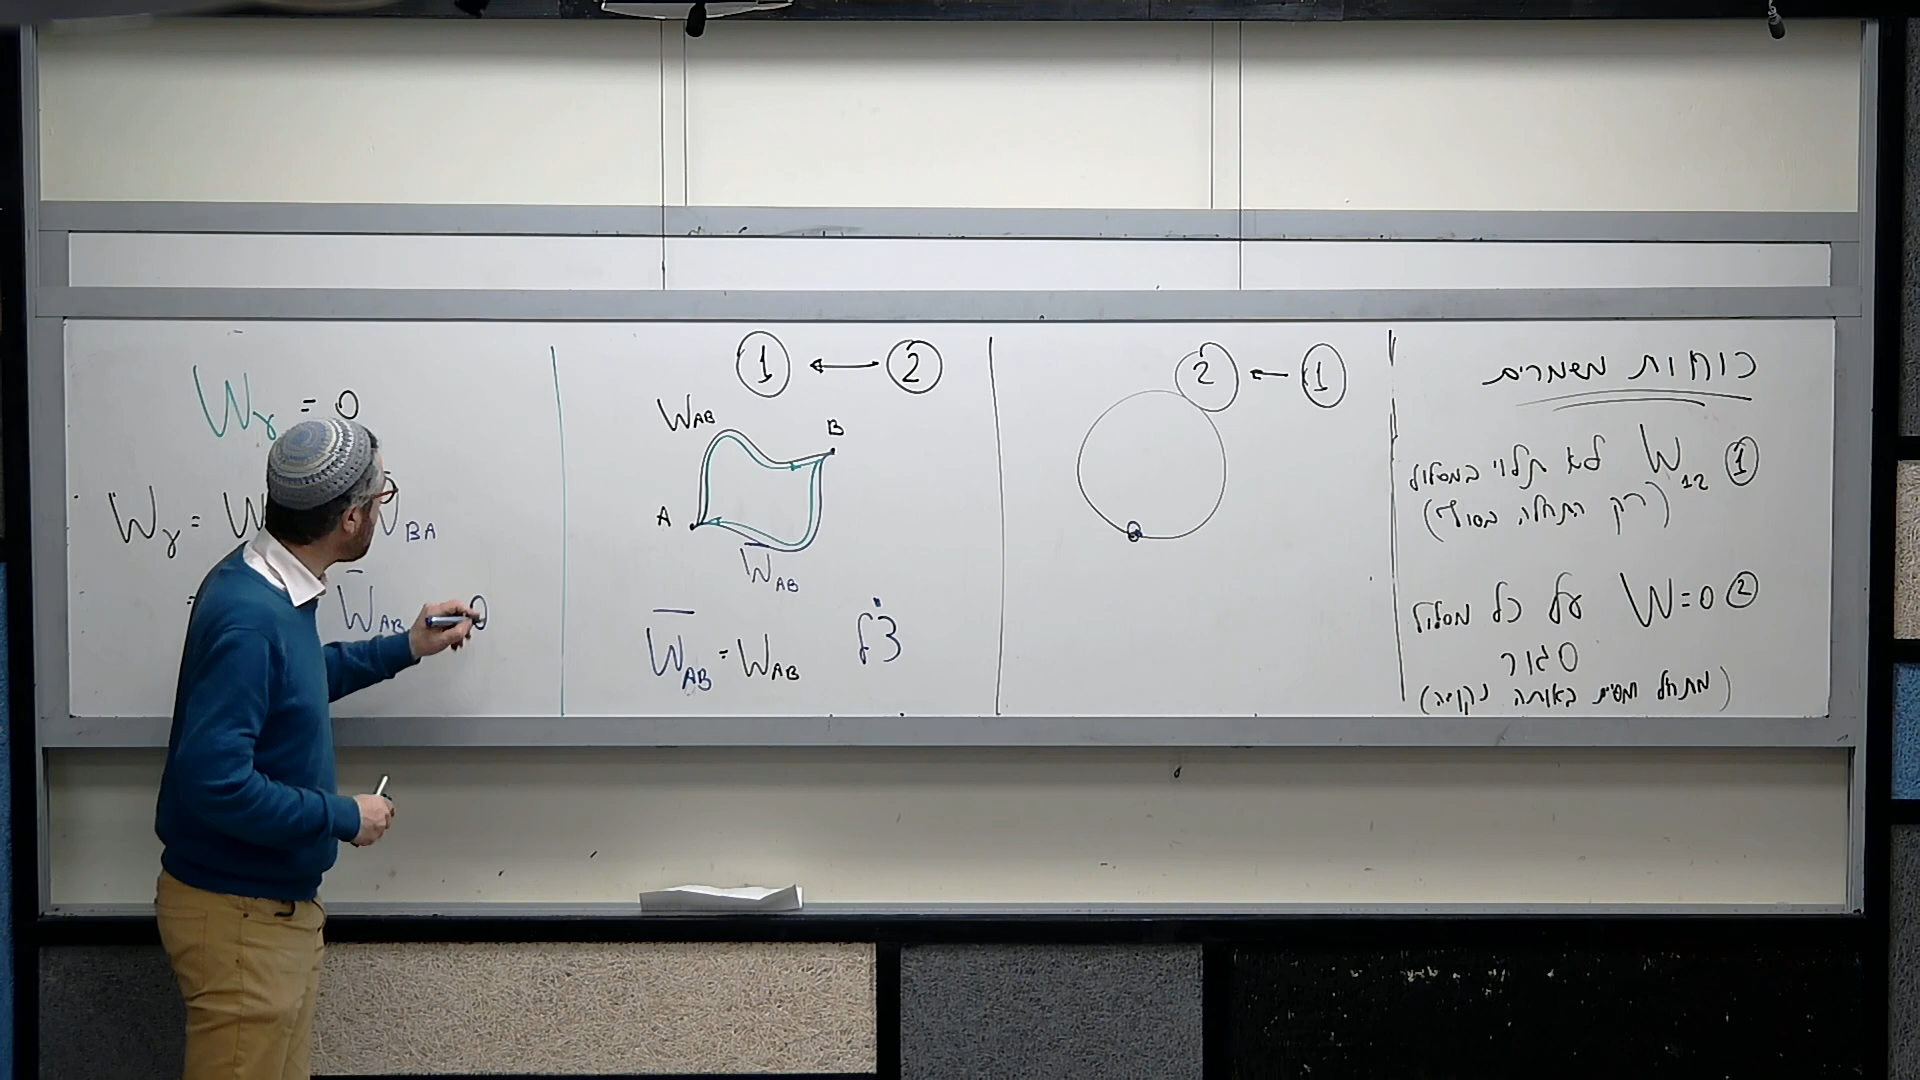 כוחות משמרים
① W₁₂ לא תלוי במסלול
(רק התחלה בסוף)
② W=0 על כל מסלול
סגור
(מתחיל ומסיים באותה נקודה)
② ← ①
① ← ②
W_AB
B
A
W̅_AB
W̅_AB = W_AB צ"ל
W_γ = 0
W_γ = W
BA
=
W̅_AB
0